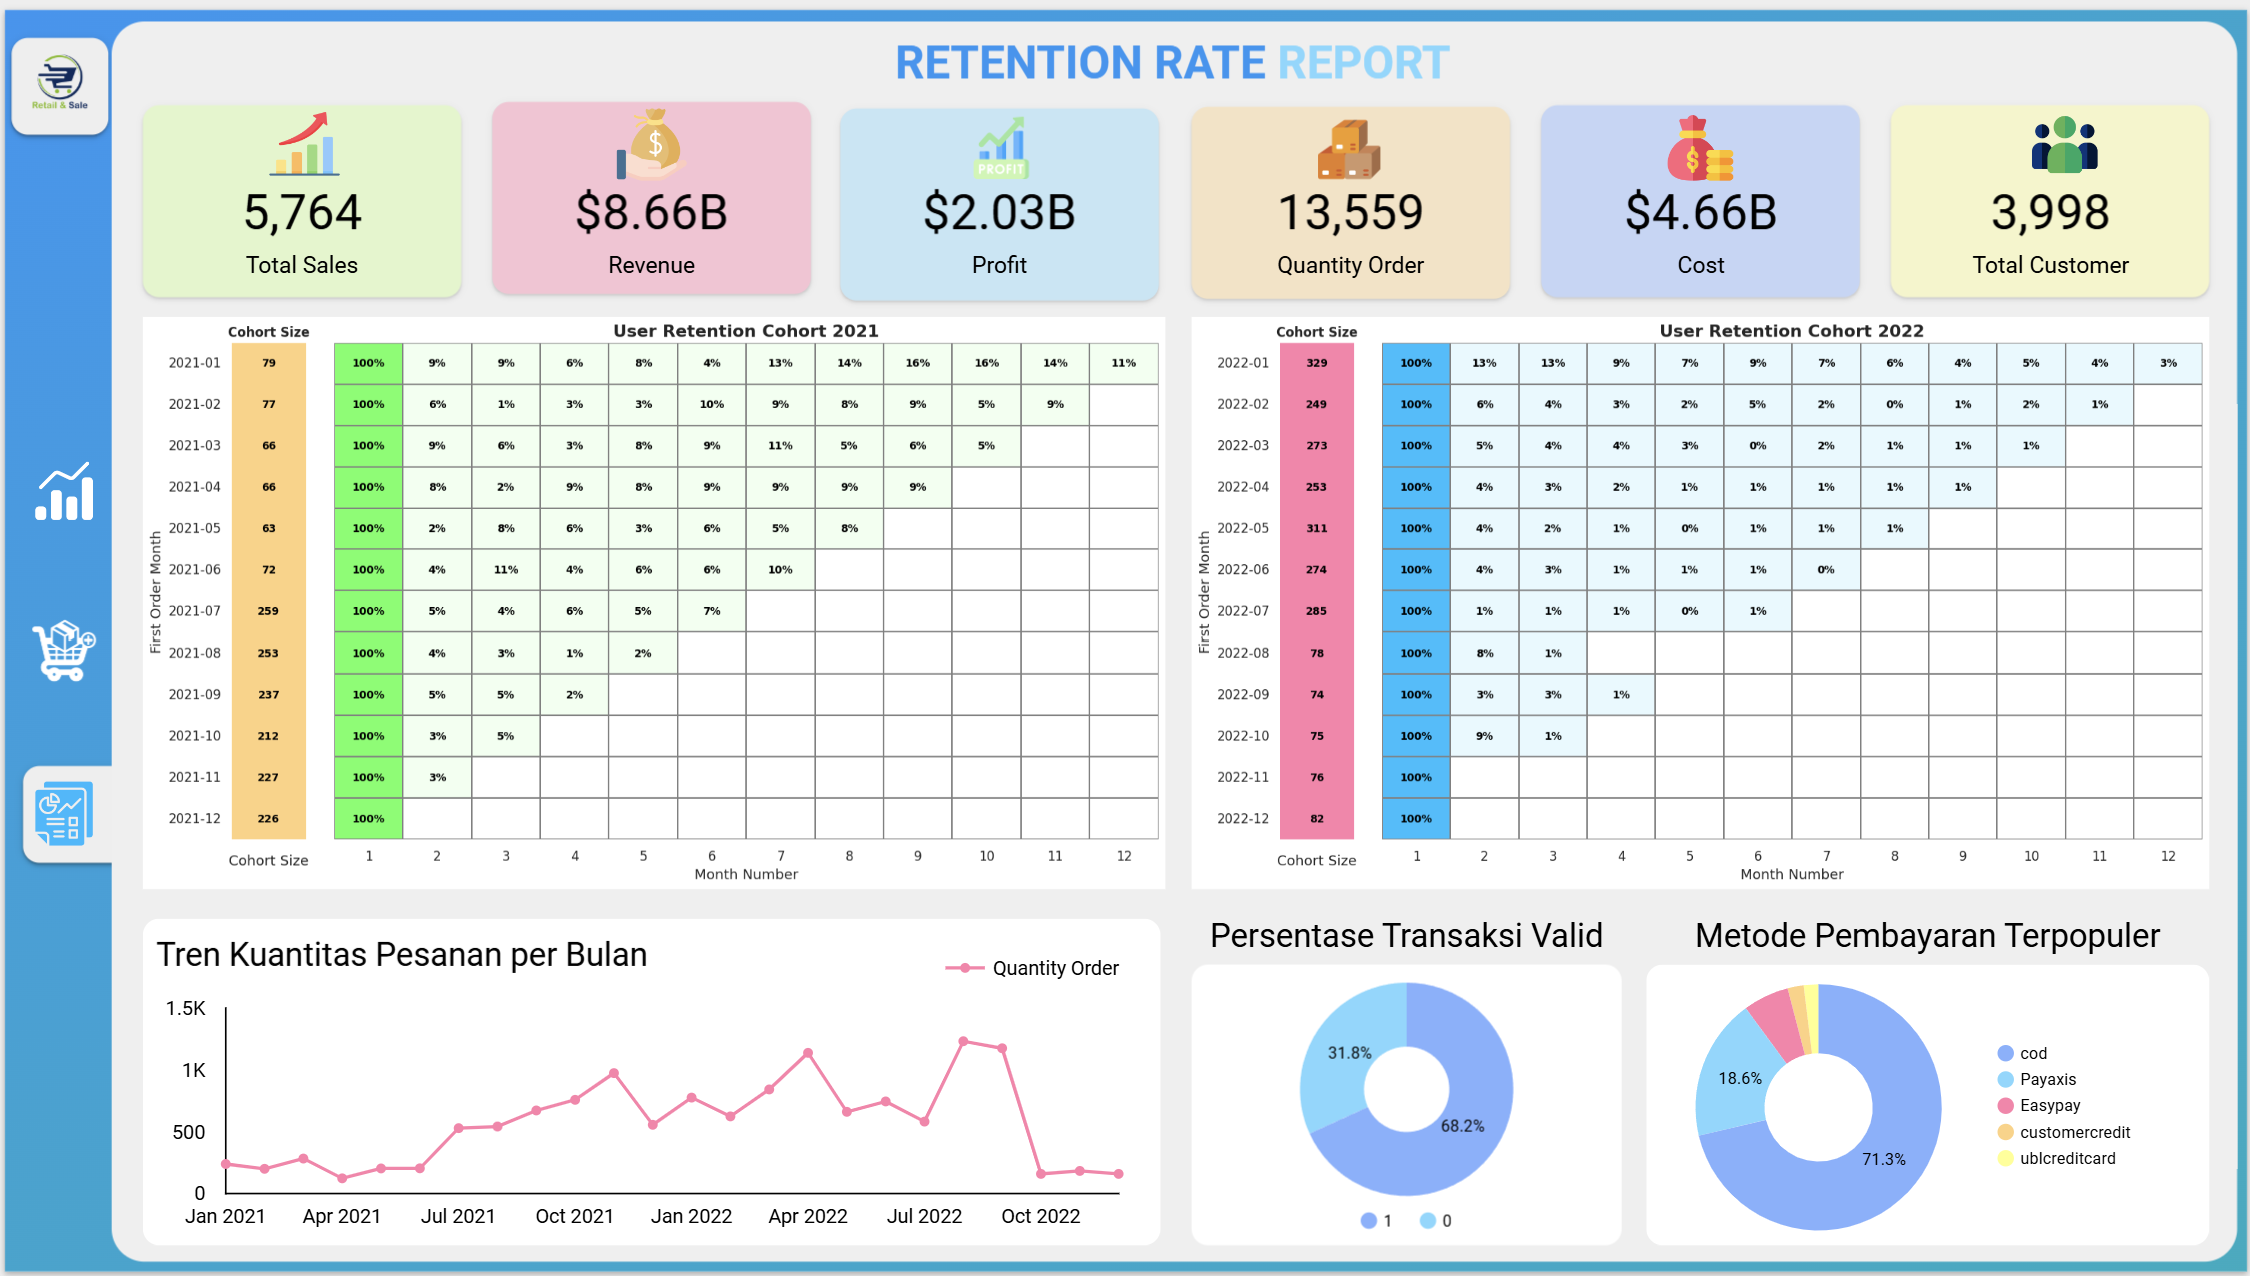 RETENTION RATE REPORT
Retail & Sale
5,764
Total Sales
$8.66B
Revenue
PROFIT
$2.03B
Profit
13,559
Quantity Order
$4.66B
Cost
3,998
Total Customer
Cohort Size
User Retention Cohort 2021
First Order Month
2021-01 79 100% 9% 9% 6% 8% 4% 13% 14% 16% 16% 14% 11%
2021-02 77 100% 6% 1% 3% 3% 10% 9% 8% 9% 5% 9%
2021-03 66 100% 9% 6% 3% 8% 9% 11% 5% 6% 5%
2021-04 66 100% 8% 2% 9% 8% 9% 9% 9% 9%
2021-05 63 100% 2% 8% 6% 3% 6% 5% 8%
2021-06 72 100% 4% 11% 4% 6% 6% 10%
2021-07 259 100% 5% 4% 6% 5% 7%
2021-08 253 100% 4% 3% 1% 2%
2021-09 237 100% 5% 5% 2%
2021-10 212 100% 3% 5%
2021-11 227 100% 3%
2021-12 226 100%
Cohort Size 1 2 3 4 5 6 7 8 9 10 11 12
Month Number
Cohort Size
User Retention Cohort 2022
First Order Month
2022-01 329 100% 13% 13% 9% 7% 9% 7% 6% 4% 5% 4% 3%
2022-02 249 100% 6% 4% 3% 2% 5% 2% 0% 1% 2% 1%
2022-03 273 100% 5% 4% 4% 3% 0% 2% 1% 1% 1%
2022-04 253 100% 4% 3% 2% 1% 1% 1% 1% 1%
2022-05 311 100% 4% 2% 1% 0% 1% 1% 1%
2022-06 274 100% 4% 3% 1% 1% 1% 0%
2022-07 285 100% 1% 1% 1% 0% 1%
2022-08 78 100% 8% 1%
2022-09 74 100% 3% 3% 1%
2022-10 75 100% 9% 1%
2022-11 76 100%
2022-12 82 100%
Cohort Size 1 2 3 4 5 6 7 8 9 10 11 12
Month Number
Tren Kuantitas Pesanan per Bulan
Quantity Order
1.5K
1K
500
0
Jan 2021 Apr 2021 Jul 2021 Oct 2021 Jan 2022 Apr 2022 Jul 2022 Oct 2022
Persentase Transaksi Valid
31.8%
68.2%
1 0
Metode Pembayaran Terpopuler
18.6%
71.3%
cod
Payaxis
Easypay
customercredit
ublcreditcard